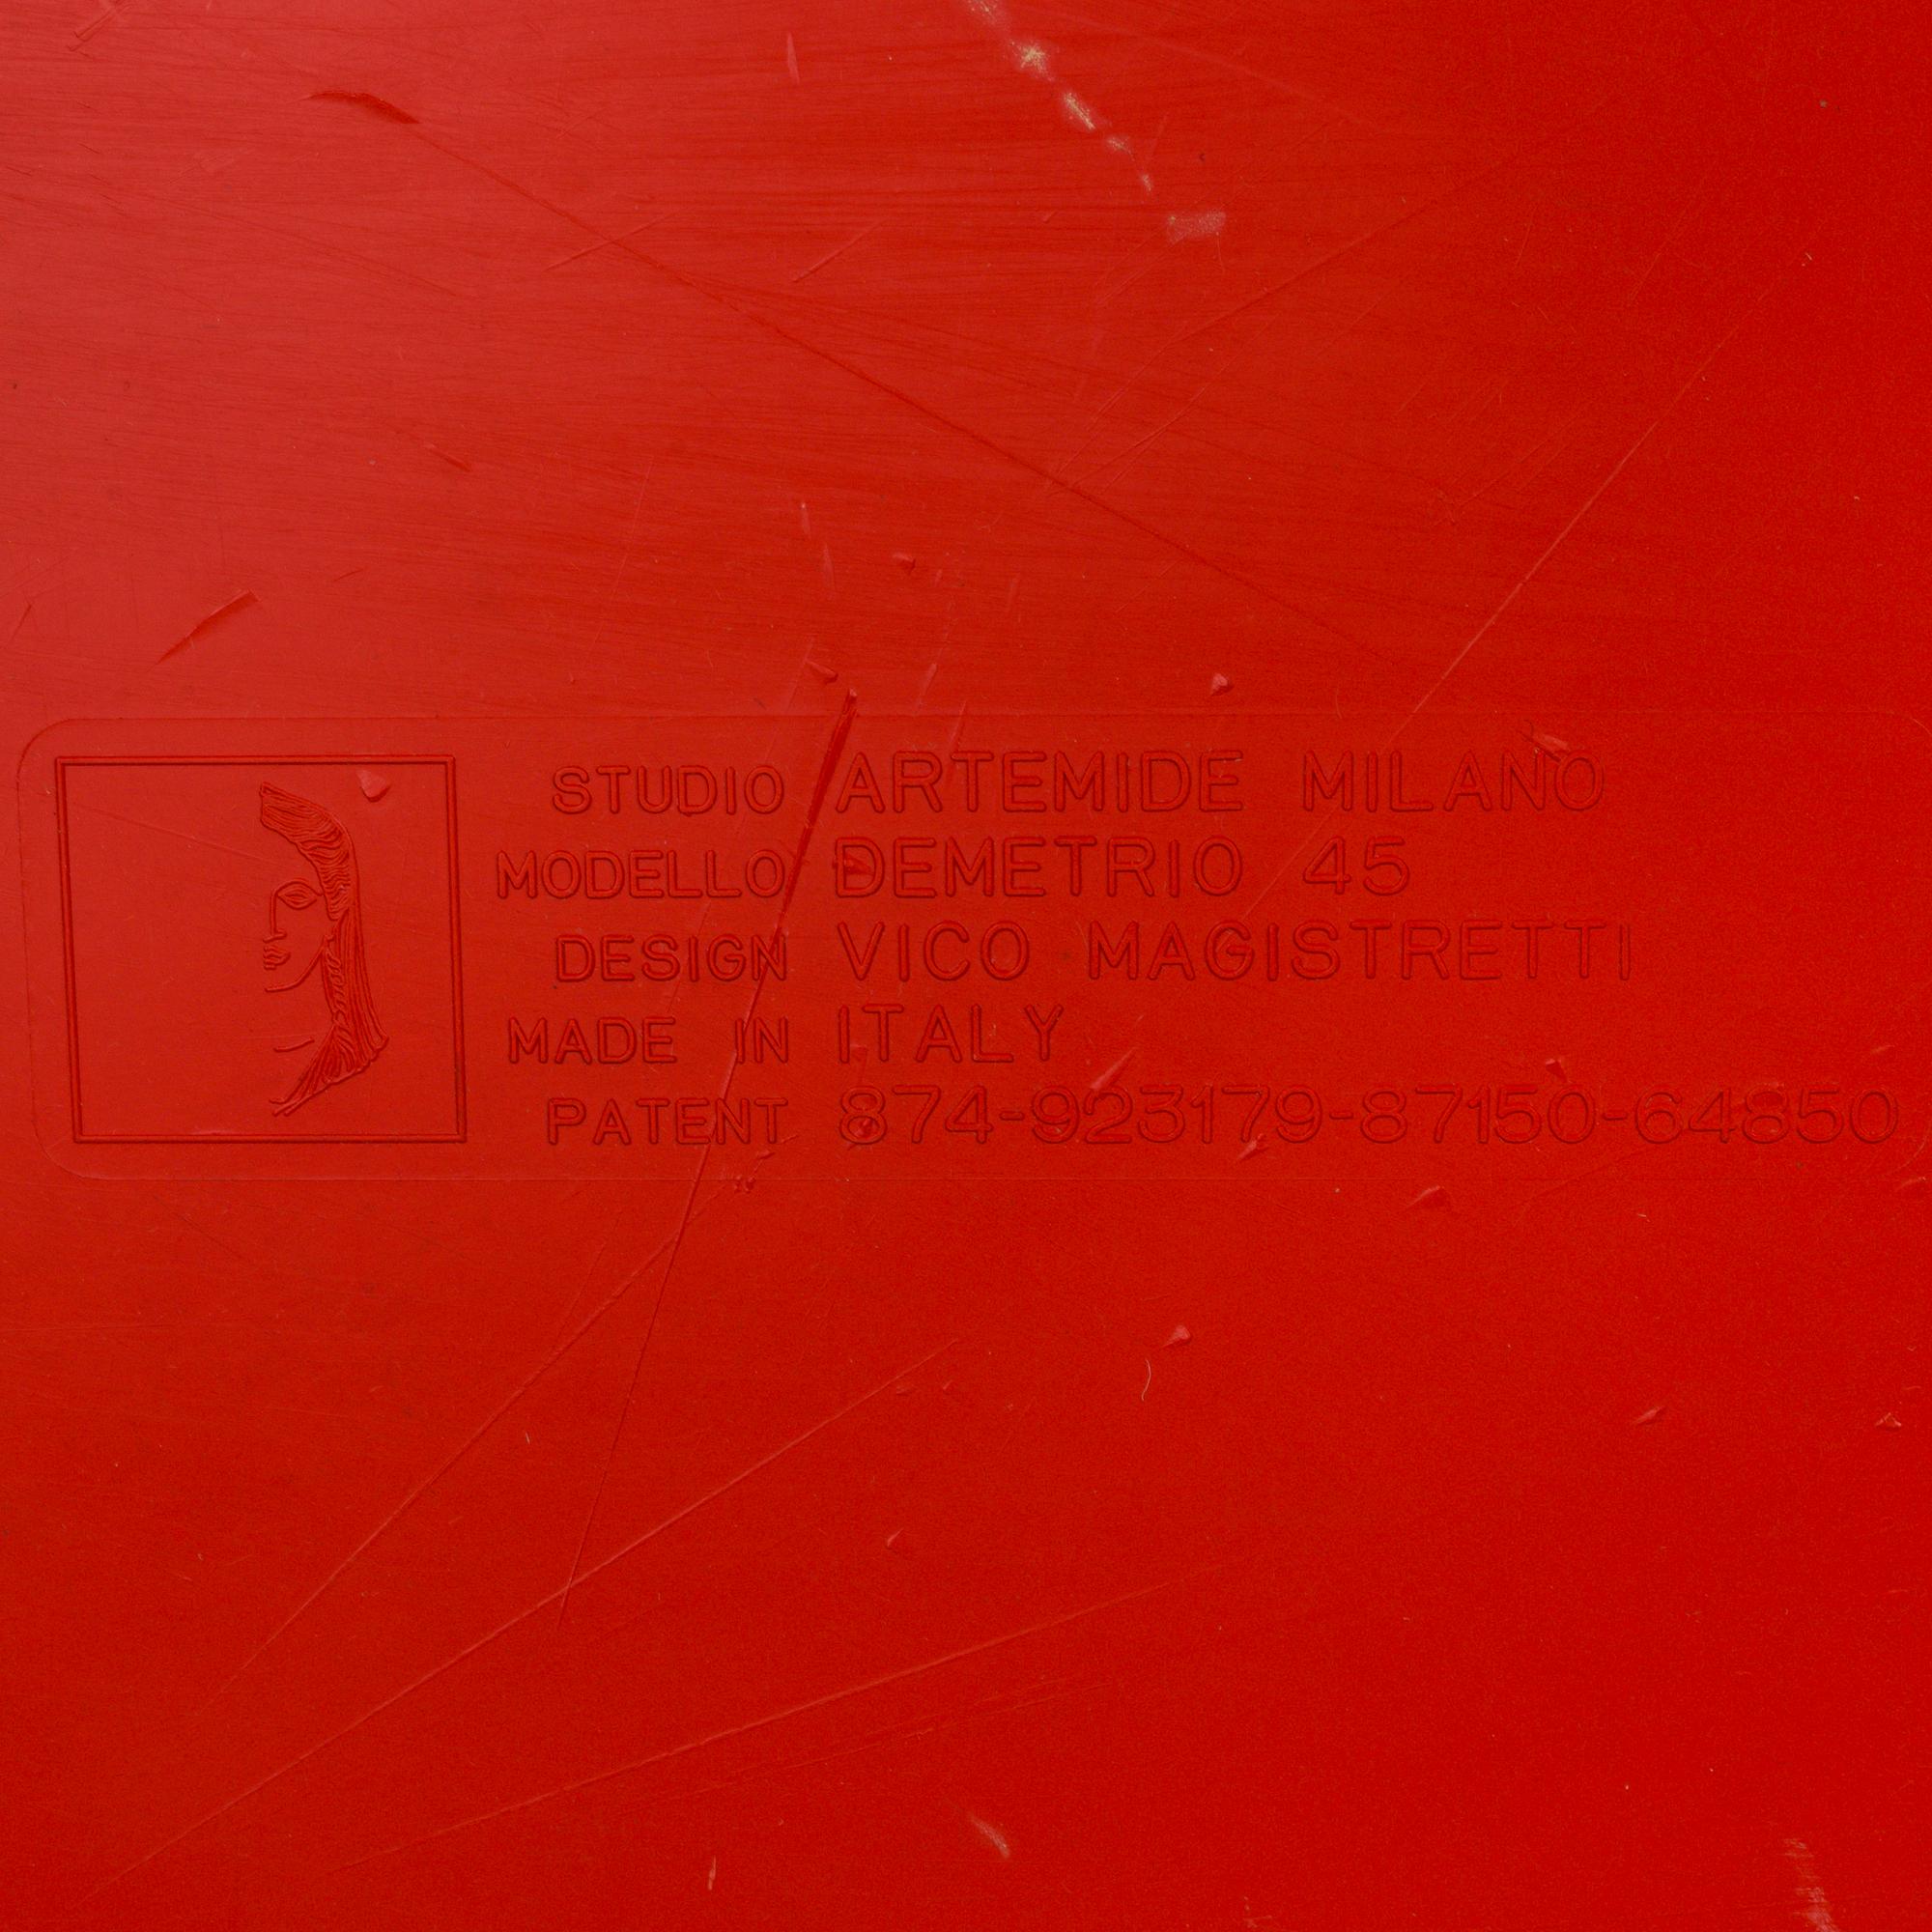 STUDIO ARTEMIDE MILANO
MODELLO DEMETRIO 45
DESIGN VICO MAGISTRETTI
MADE IN ITALY
PATENT 874-923179-87150-64850